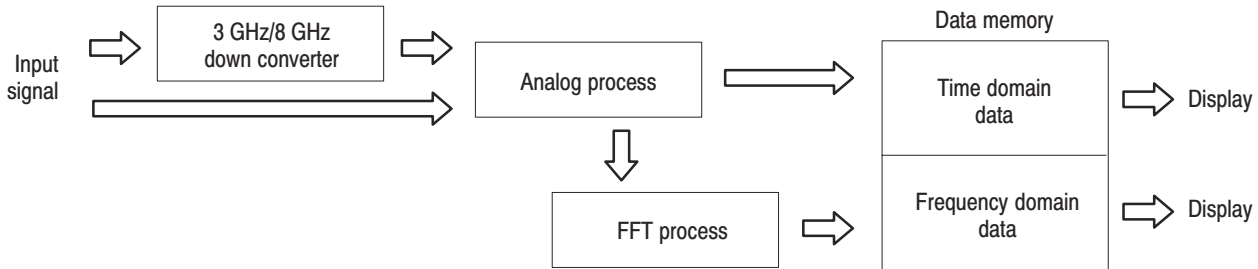 Input
signal
3 GHz/8 GHz
down converter
Analog process
FFT process
Data memory
Time domain
data
Display
Frequency domain
data
Display